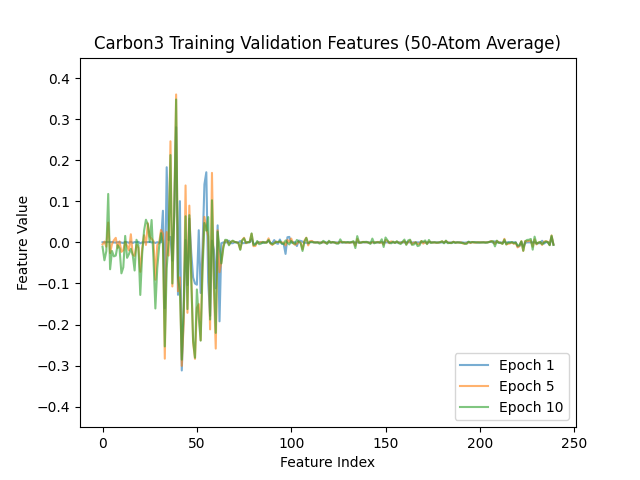 Carbon3 Training Validation Features (50-Atom Average)
Feature Value
0.4
0.3
0.2
0.1
0.0
−0.1
−0.2
−0.3
−0.4
Epoch 1
Epoch 5
Epoch 10
0 50 100 150 200 250
Feature Index